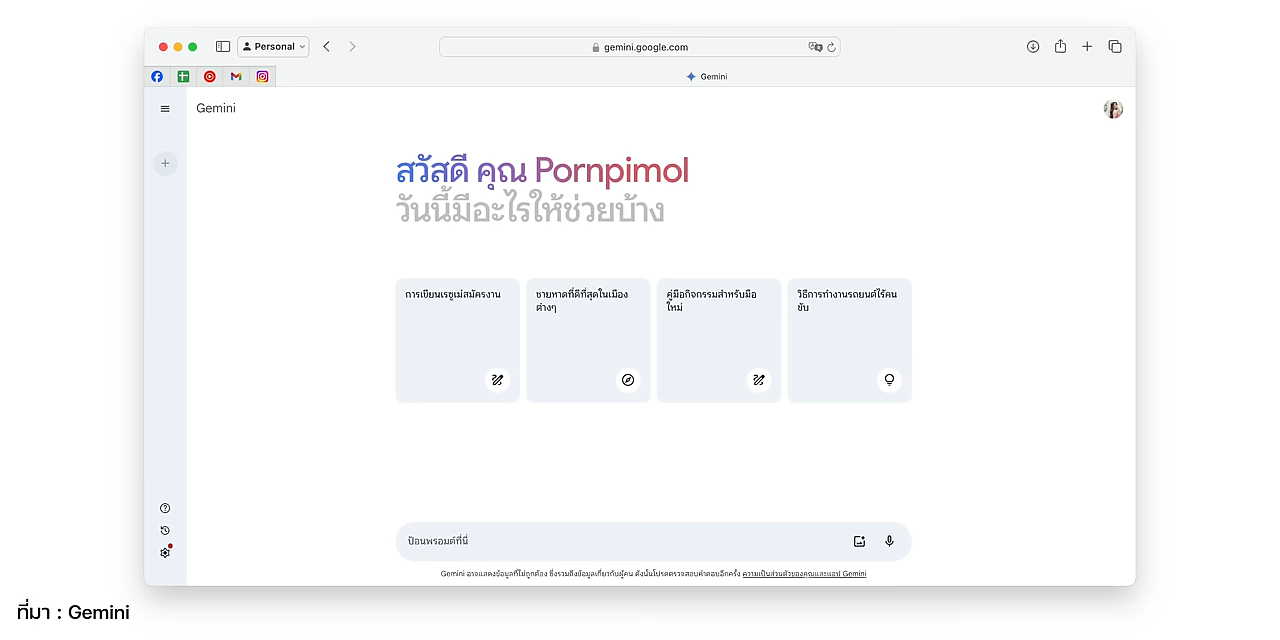 Personal
gemini.google.com
Gemini
Gemini
สวัสดี คุณ Pornpimol
วันนี้มีอะไรให้ช่วยบ้าง
การเขียนเรซูเม่สมัครงาน
ชายหาดที่ดีที่สุดในเมือง
ต่างๆ
คู่มือกิจกรรมสำหรับมือ
ใหม่
วิธีการทำงานรถยนต์ไร้คน
ขับ
ป้อนพรอมต์ที่นี่
Gemini อาจแสดงข้อมูลที่ไม่ถูกต้อง ซึ่งรวมถึงข้อมูลเกี่ยวกับผู้คน ดังนั้นโปรดตรวจสอบคำตอบอีกครั้ง ความเป็นส่วนตัวของคุณและแอป Gemini
ที่มา : Gemini